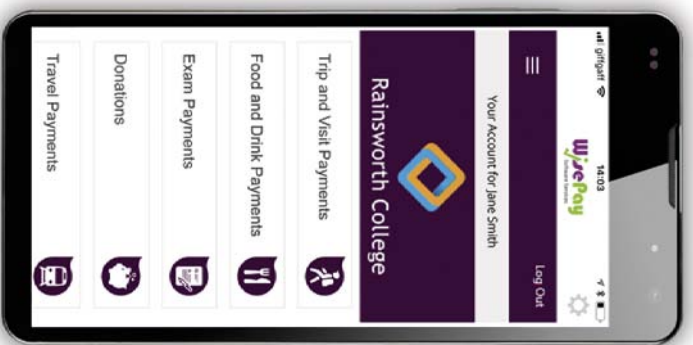 giffgaff 14:03
WisePay
Software Services
Log Out
Your Account for Jane Smith
Rainsworth College
Trip and Visit Payments
Food and Drink Payments
Exam Payments
Donations
Travel Payments